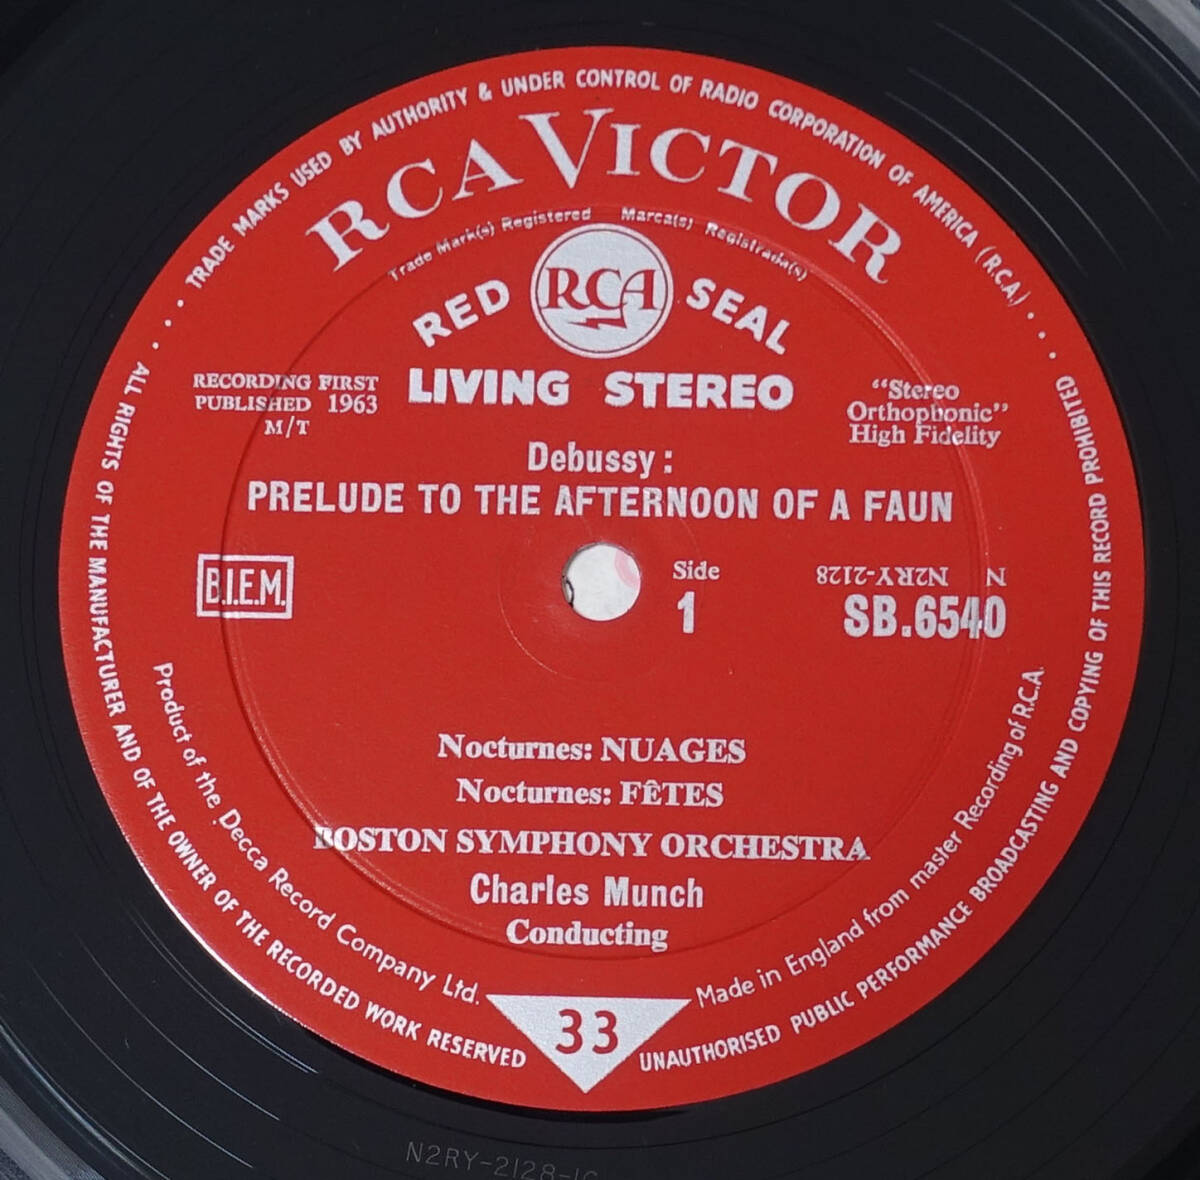 TRADE MARKS USED BY AUTHORITY & UNDER CONTROL OF RADIO CORPORATION OF AMERICA (R.C.A.)
RCA VICTOR
Trade Mark(s) Registered Marca(s) Registrada(s)
RED RCA SEAL
LIVING STEREO
RECORDING FIRST
PUBLISHED 1963
M/T
"Stereo
Orthophonic"
High Fidelity
Debussy:
PRELUDE TO THE AFTERNOON OF A FAUN
B.I.E.M.
Side
1
N N2RY-2128
SB.6540
Nocturnes: NUAGES
Nocturnes: FÊTES
BOSTON SYMPHONY ORCHESTRA
Charles Munch
Conducting
Product of the Decca Record Company Ltd.
Made in England from master Recording of R.C.A.
33
ALL RIGHTS OF THE MANUFACTURER AND OF THE OWNER OF THE RECORDED WORK RESERVED
UNAUTHORISED PUBLIC PERFORMANCE BROADCASTING AND COPYING OF THIS RECORD PROHIBITED
N2RY-2128-1G